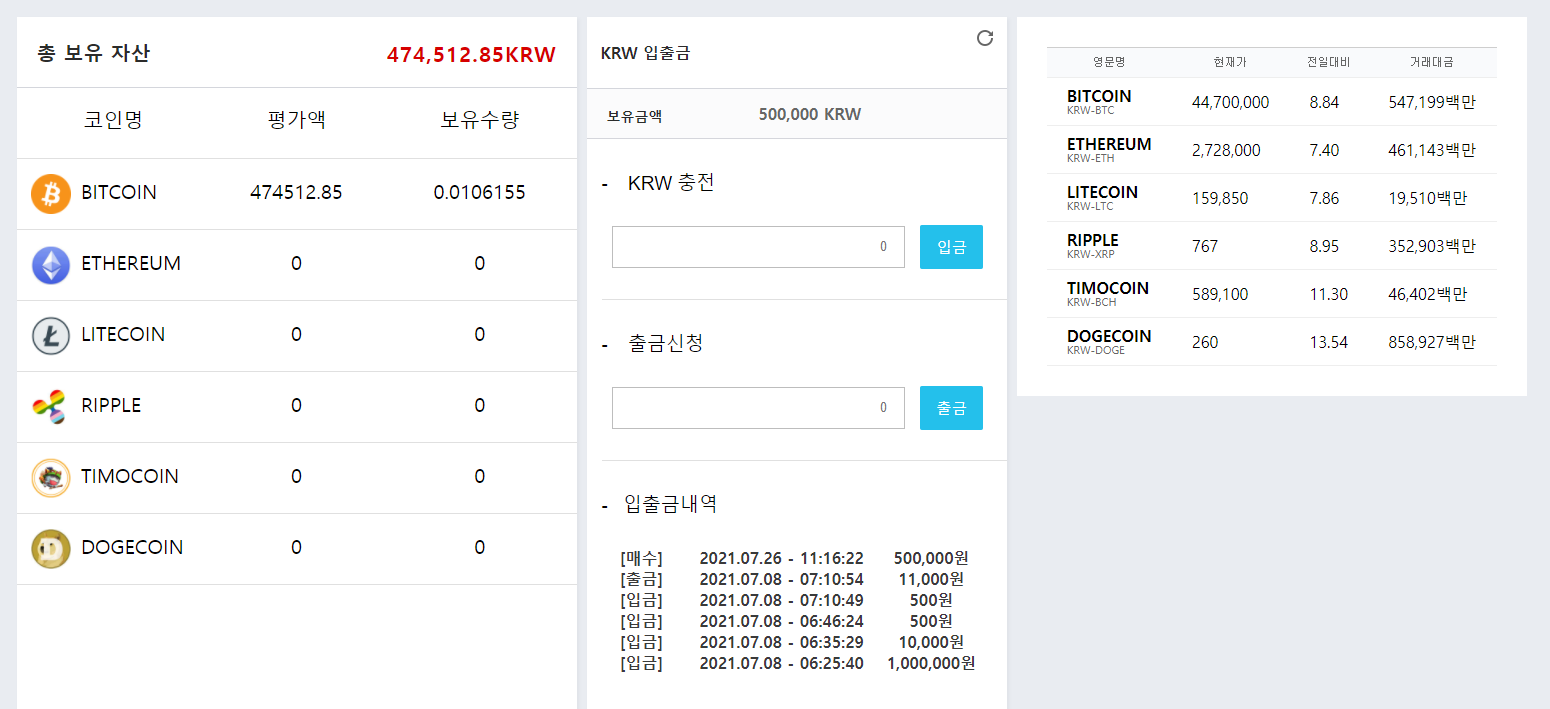 총 보유 자산 474,512.85KRW
코인명 평가액 보유수량
BITCOIN 474512.85 0.0106155
ETHEREUM 0 0
LITECOIN 0 0
RIPPLE 0 0
TIMOCOIN 0 0
DOGECOIN 0 0
KRW 입출금
보유금액 500,000 KRW
- KRW 충전
0 입금
- 출금신청
0 출금
- 입출금내역
[매수] 2021.07.26 - 11:16:22 500,000원
[출금] 2021.07.08 - 07:10:54 11,000원
[입금] 2021.07.08 - 07:10:49 500원
[입금] 2021.07.08 - 06:46:24 500원
[입금] 2021.07.08 - 06:35:29 10,000원
[입금] 2021.07.08 - 06:25:40 1,000,000원
영문명 현재가 전일대비 거래대금
BITCOIN 44,700,000 8.84 547,199백만
KRW-BTC
ETHEREUM 2,728,000 7.40 461,143백만
KRW-ETH
LITECOIN 159,850 7.86 19,510백만
KRW-LTC
RIPPLE 767 8.95 352,903백만
KRW-XRP
TIMOCOIN 589,100 11.30 46,402백만
KRW-BCH
DOGECOIN 260 13.54 858,927백만
KRW-DOGE